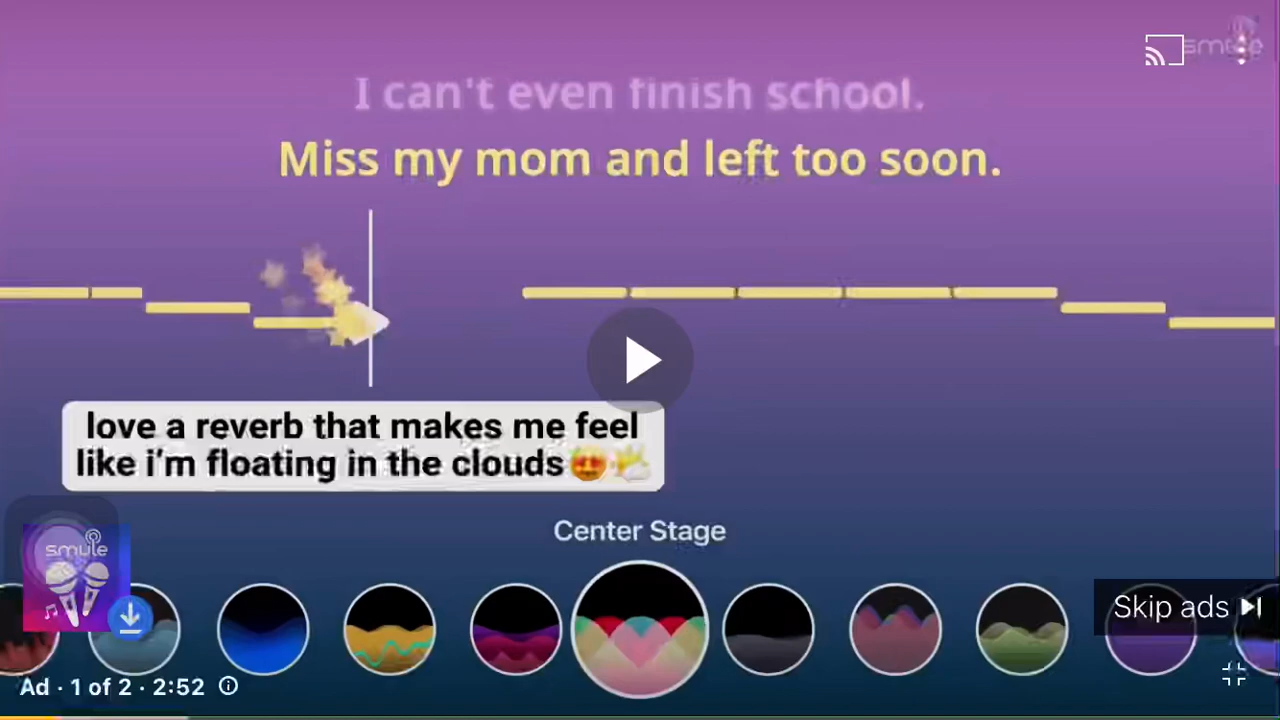 smule
I can't even finish school.
Miss my mom and left too soon.
love a reverb that makes me feel
like i'm floating in the clouds🤩🌤️
Center Stage
smule
Skip ads
Ad · 1 of 2 · 2:52